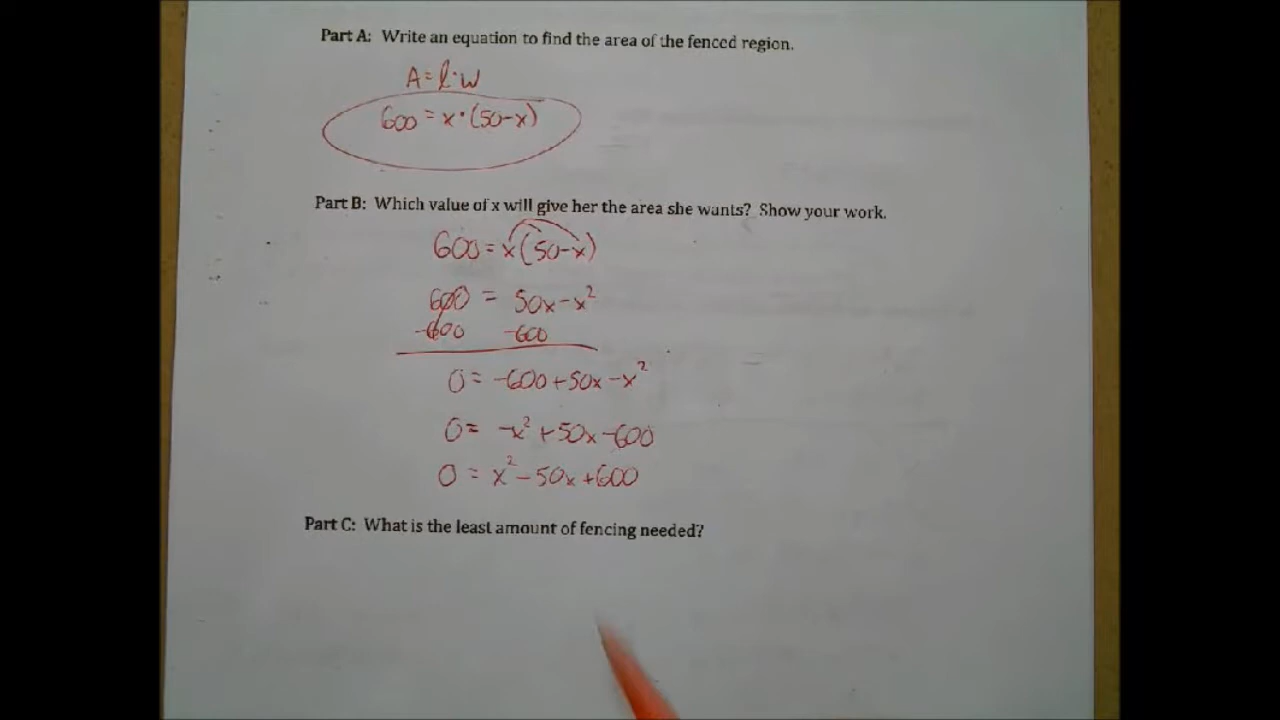 Part A: Write an equation to find the area of the fenced region.
A = l · w
600 = x · (50-x)
Part B: Which value of x will give her the area she wants? Show your work.
600 = x(50-x)
600 = 50x - x²
-600 -600
0 = -600 + 50x - x²
0 = -x² + 50x - 600
0 = x² - 50x + 600
Part C: What is the least amount of fencing needed?